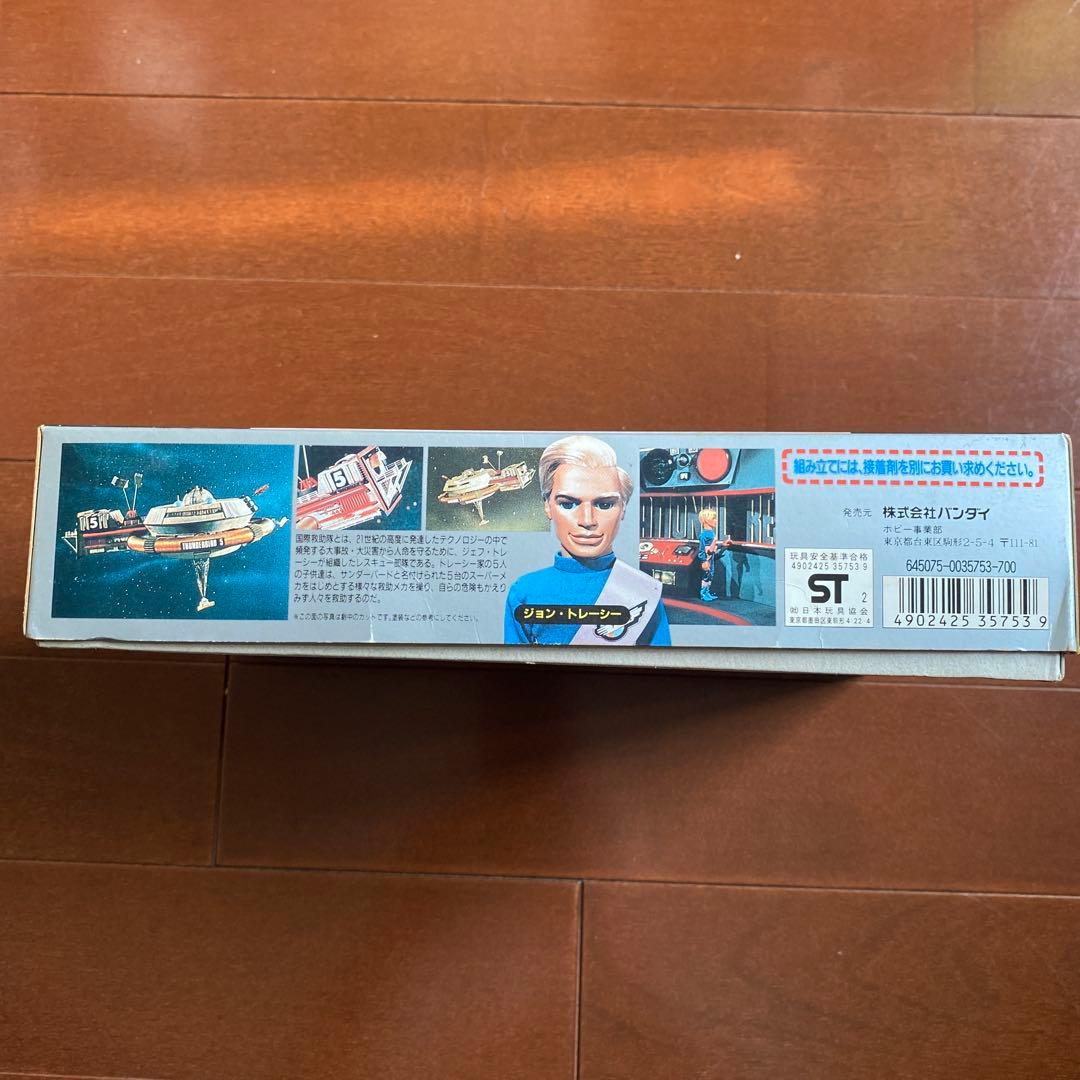 5
THUNDERBIRD 5
5
国際救助隊とは、21世紀の高度に発達したテクノロジーの中で
頻発する大事故・大災害から人命を守るために、ジェフ・トレ
ーシーが組織したレスキュー部隊である。トレーシー家の5人
の子供達は、サンダーバードと名付けられた5台のスーパーメ
カをはじめとする様々な救助メカを操り、自らの危険もかえり
みず人々を救助するのだ。
※この面の写真は劇中のカットです。塗装などの参考にしてください。
ジョン・トレーシー
組み立てには、接着剤を別にお買い求めください。
発売元 株式会社バンダイ
ホビー事業部
東京都台東区駒形2-5-4 〒111-81
玩具安全基準合格
4902425 35753 9
ST 2
㈳日本玩具協会
東京都墨田区東駒形4-22-4
645075-0035753-700
4902425 35753 9